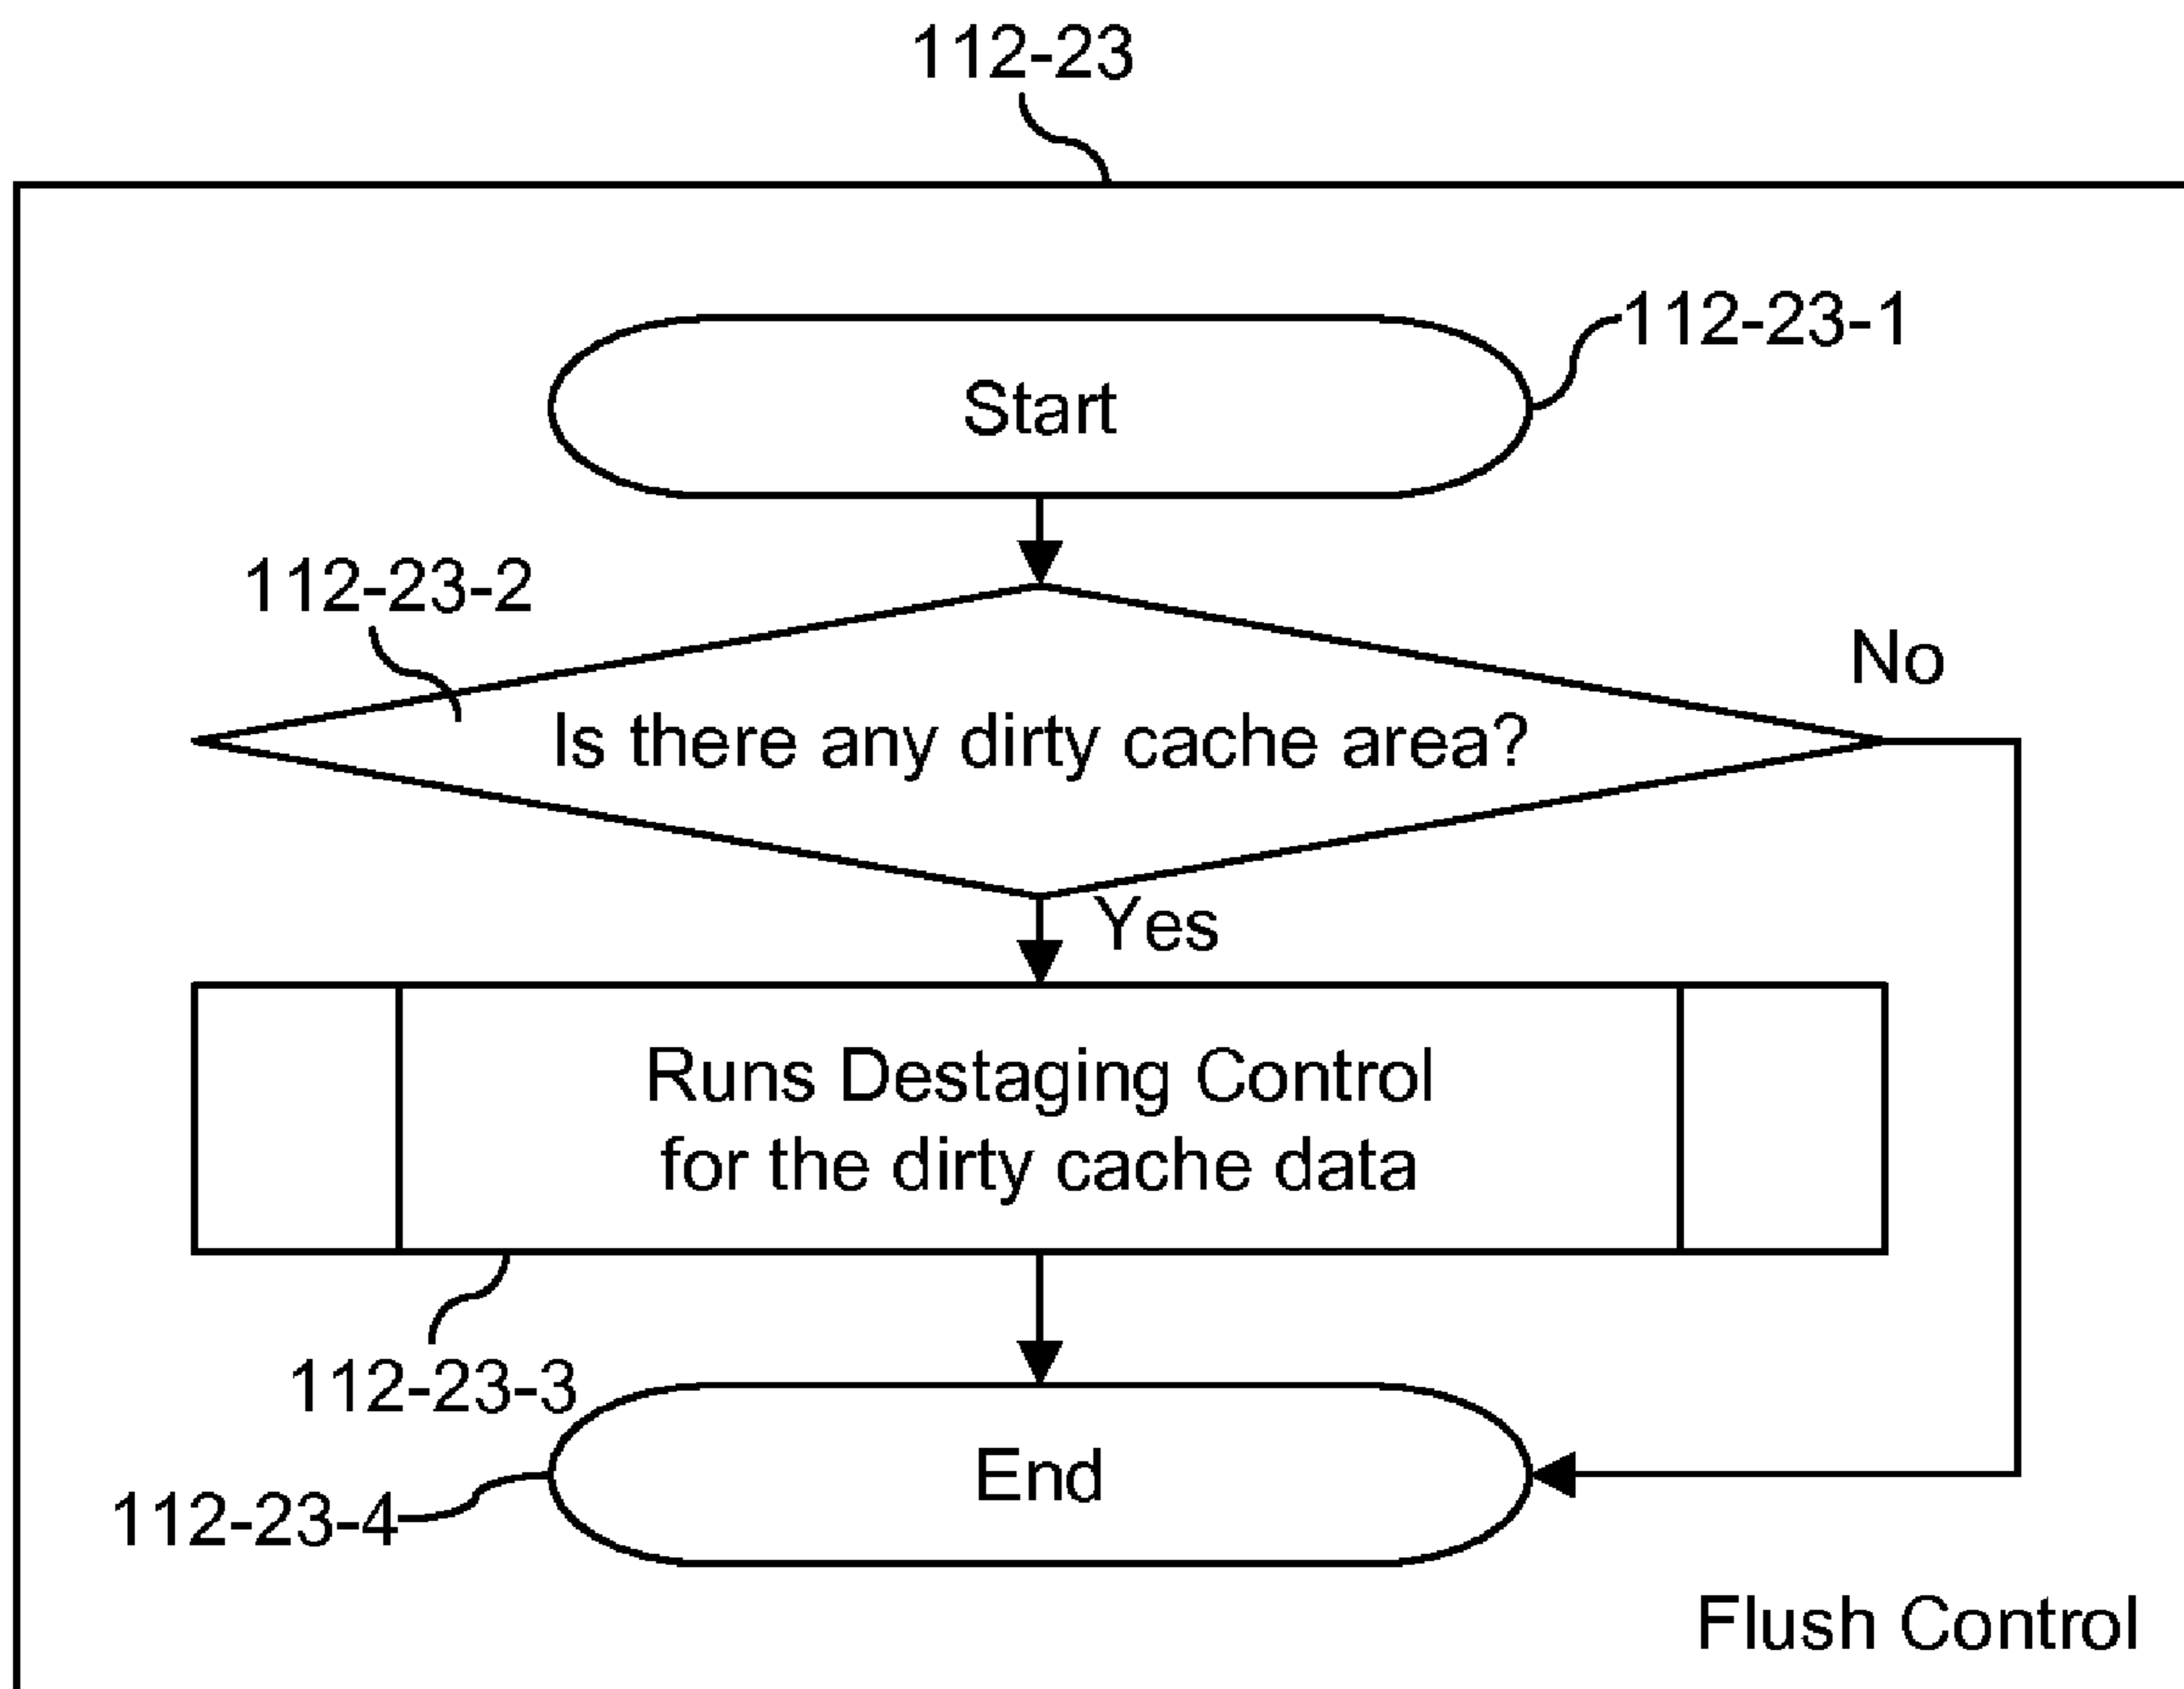 112-23
112-23-1
Start
112-23-2
No
Is there any dirty cache area?
Yes
Runs Destaging Control
for the dirty cache data
112-23-3
End
112-23-4
Flush Control